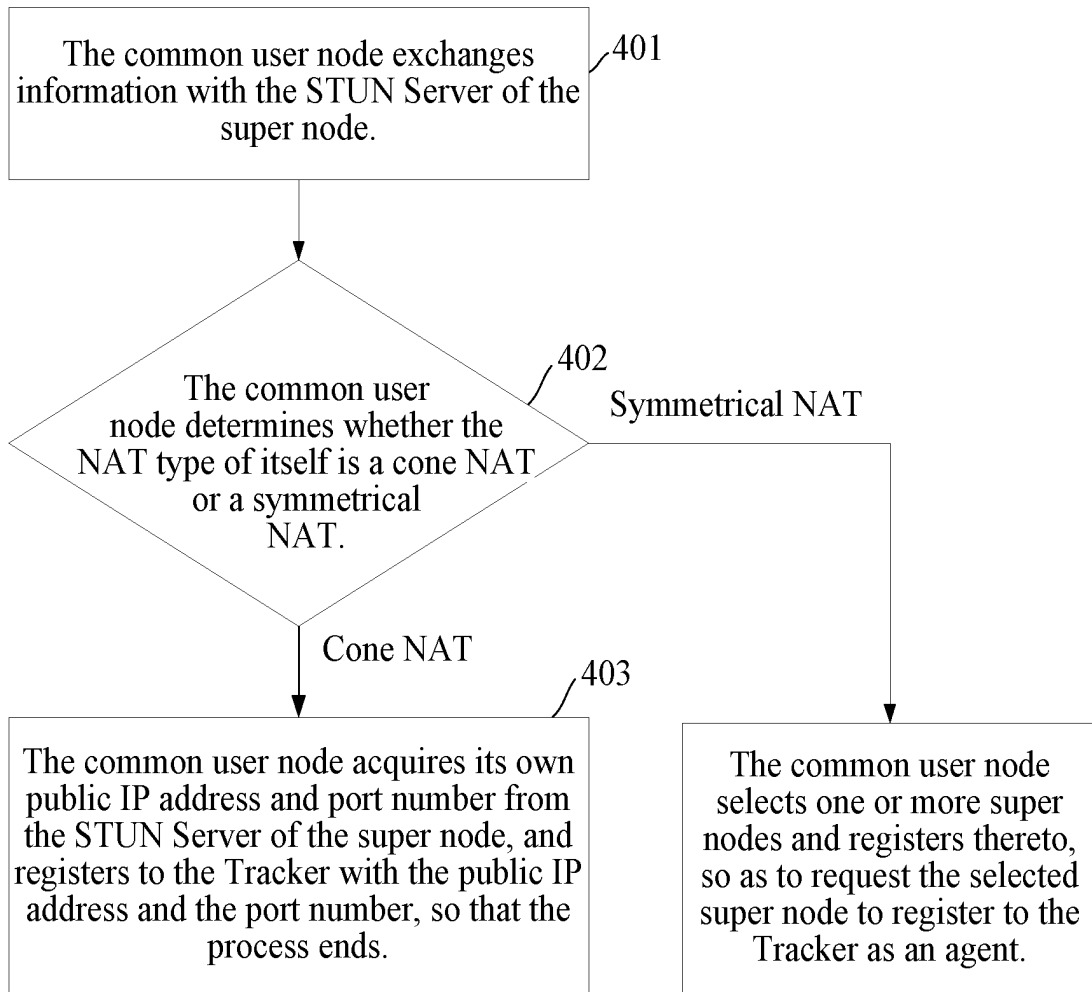 The common user node exchanges
information with the STUN Server of the
super node.
401
The common user
node determines whether the
NAT type of itself is a cone NAT
or a symmetrical
NAT.
402
Symmetrical NAT
Cone NAT
403
The common user node acquires its own
public IP address and port number from
the STUN Server of the super node, and
registers to the Tracker with the public IP
address and the port number, so that the
process ends.
The common user node
selects one or more super
nodes and registers thereto,
so as to request the selected
super node to register to the
Tracker as an agent.